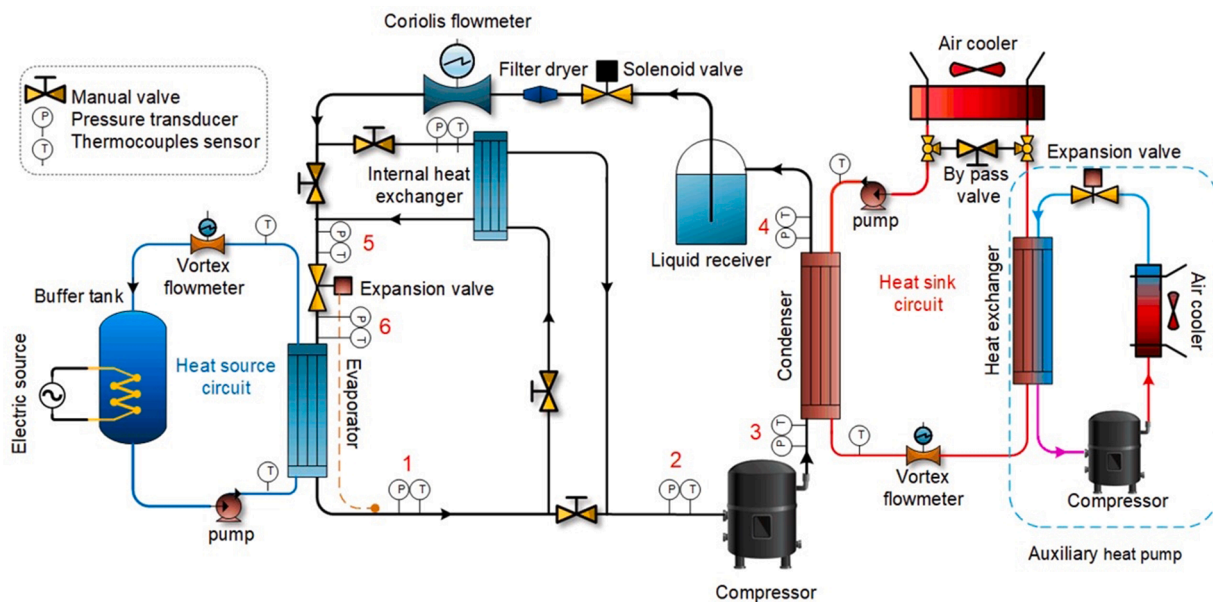 Coriolis flowmeter
Air cooler
Filter dryer
Solenoid valve
Manual valve
P
Pressure transducer
T
Thermocouples sensor
P
T
Internal heat
exchanger
By pass
valve
Expansion valve
T
pump
T
Vortex
flowmeter
P
T
5
4
T
P
Liquid receiver
Heat sink
circuit
Heat exchanger
Air
cooler
Buffer tank
Expansion valve
Electric source
Heat source
circuit
P
T
6
Evaporator
Condenser
3
T
P
T
Vortex
flowmeter
Compressor
T
pump
1
P
T
2
P
T
Compressor
Auxiliary heat pump